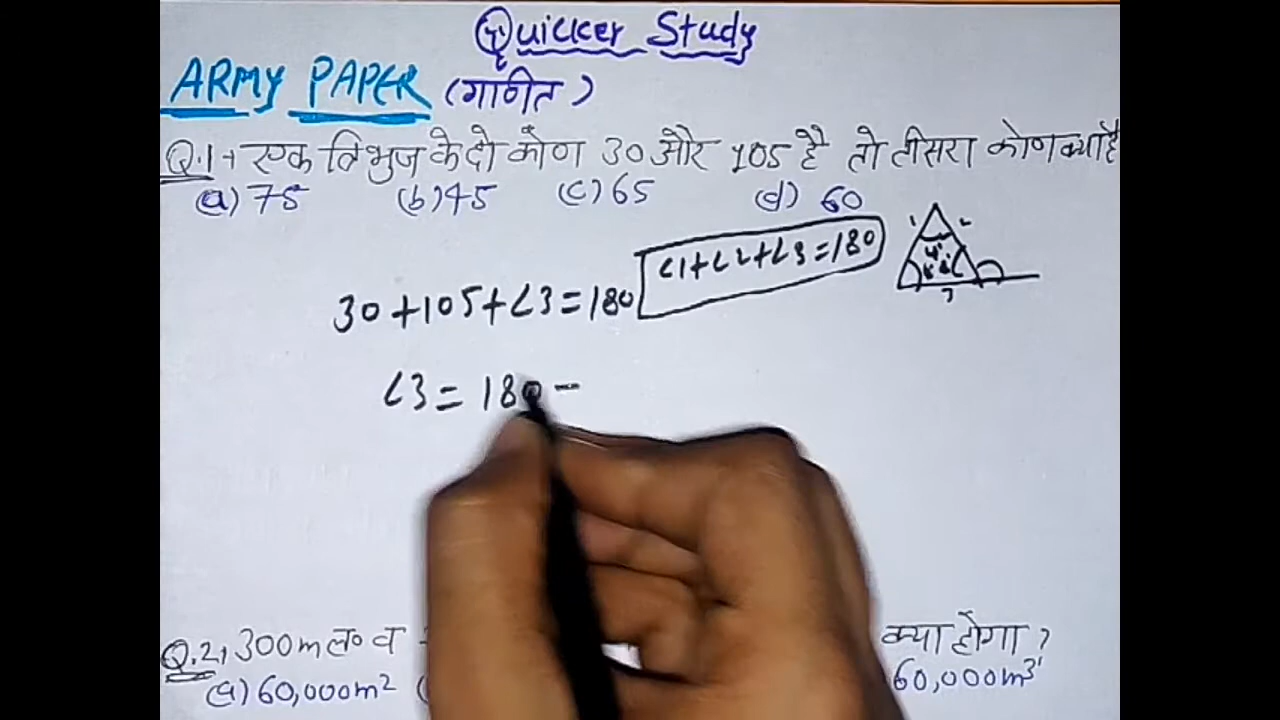 Quicker Study
ARMY PAPER (गणित)
Q.1→ एक त्रिभुज के दो कोण 30 और 105 है तो तीसरा कोण क्या है
(a) 75 (b) 45 (c) 65 (d) 60
∠1+∠2+∠3=180
30+105+∠3=180
∠3= 180 -
Q.2, 300m ल० व क्या होगा ?
(a) 60,000m² 60,000m³